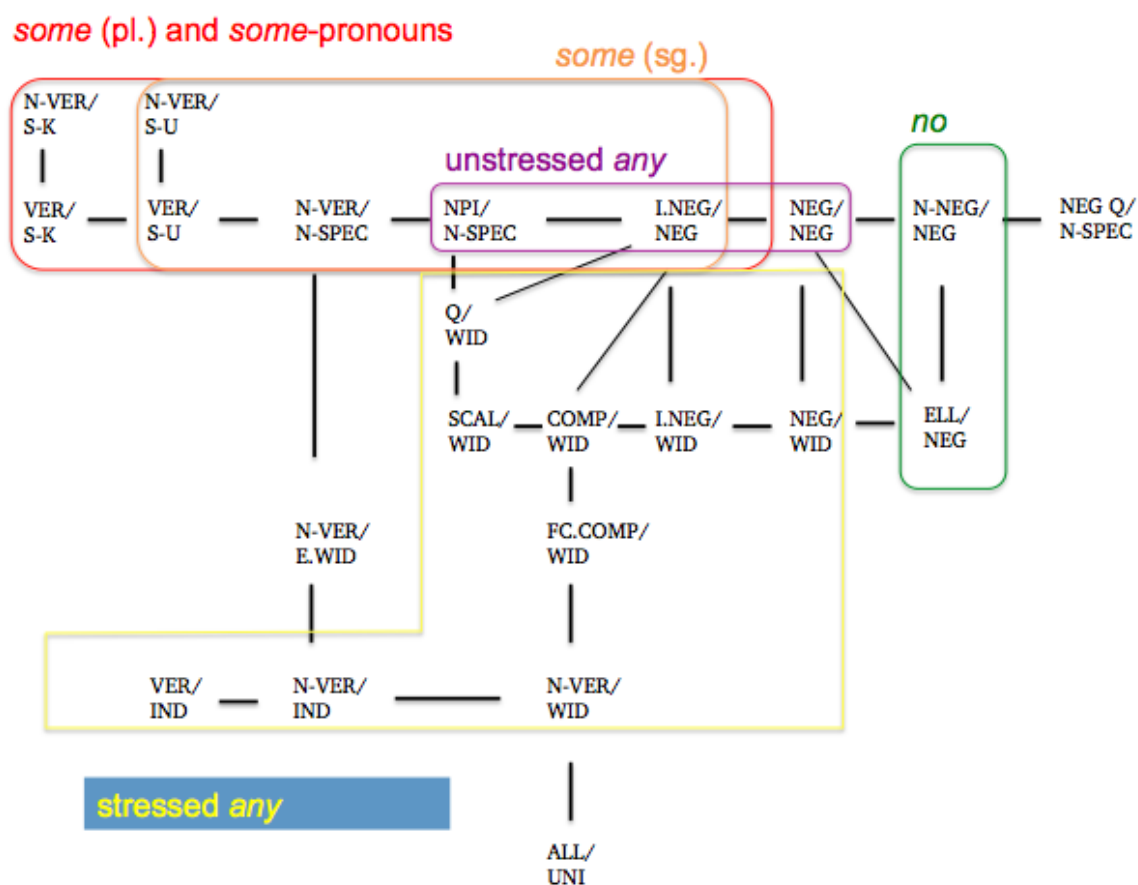 some (pl.) and some-pronouns
some (sg.)
N-VER/
S-K
N-VER/
S-U
no
unstressed any
VER/
S-K
VER/
S-U
N-VER/
N-SPEC
NPI/
N-SPEC
I.NEG/
NEG
NEG/
NEG
N-NEG/
NEG
NEG Q/
N-SPEC
Q/
WID
SCAL/
WID
COMP/
WID
I.NEG/
WID
NEG/
WID
ELL/
NEG
N-VER/
E.WID
FC.COMP/
WID
VER/
IND
N-VER/
IND
N-VER/
WID
stressed any
ALL/
UNI